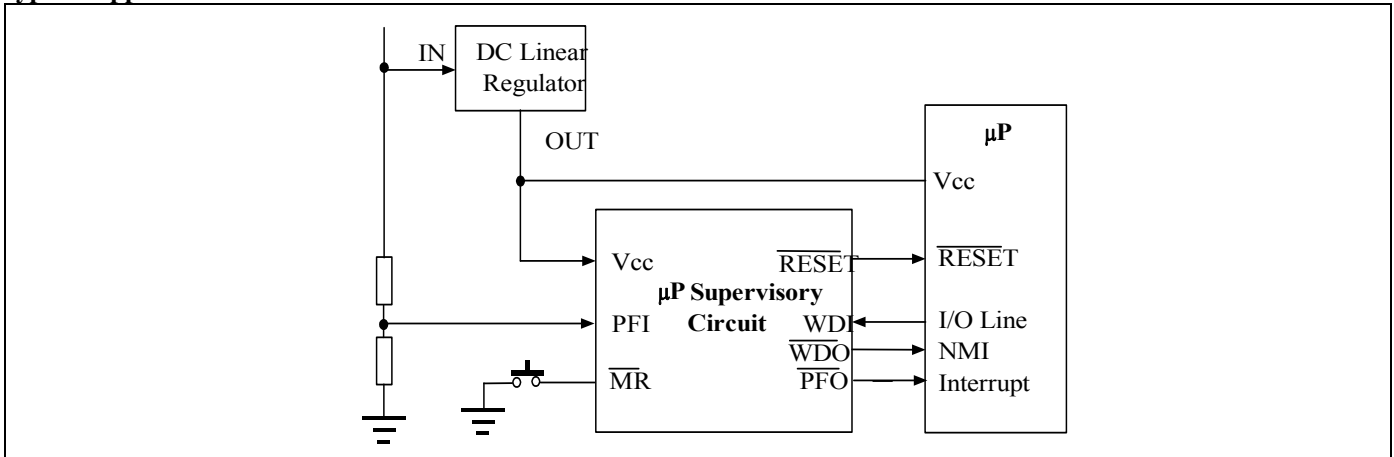 IN
DC Linear
Regulator
OUT
μP
Vcc
Vcc
RESET
RESET
μP Supervisory
Circuit
PFI
WDI
I/O Line
WDO
NMI
MR
PFO
Interrupt